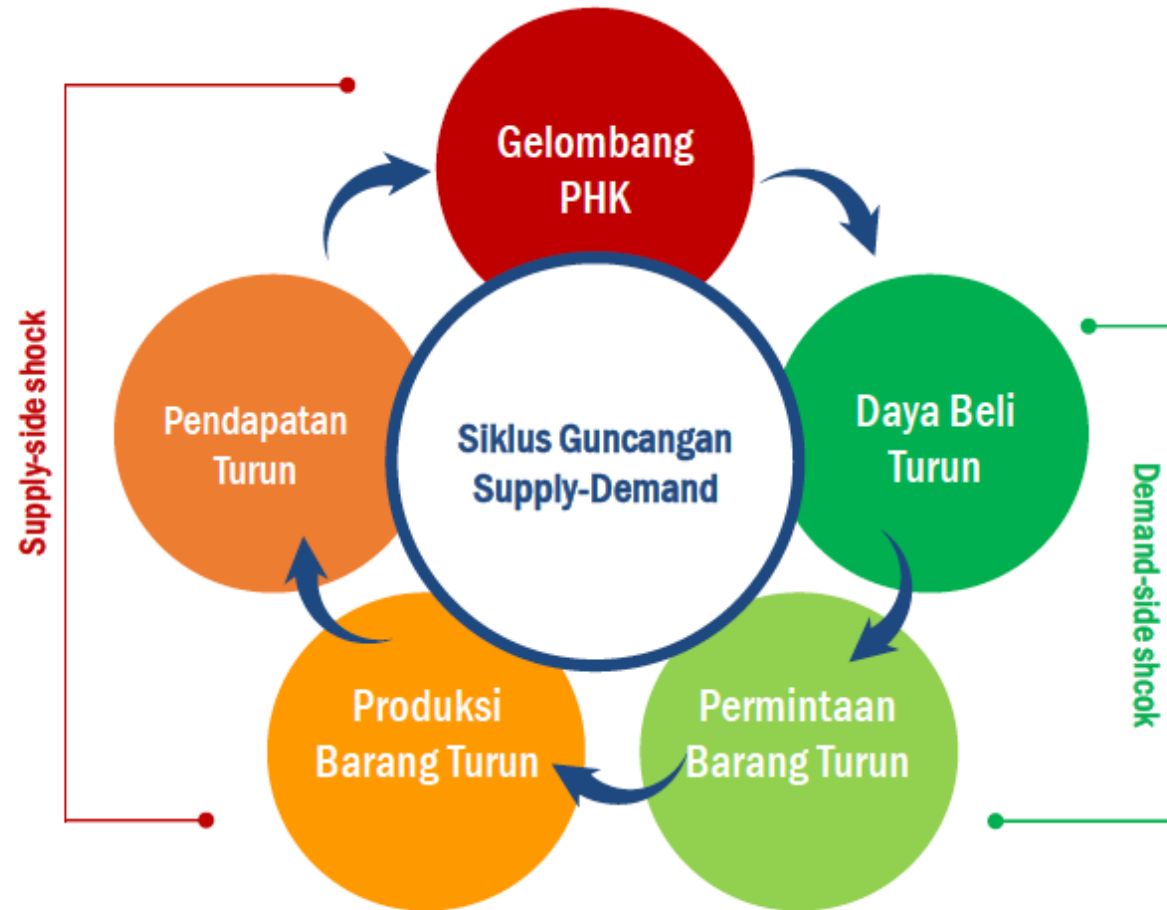 Gelombang
PHK
Daya Beli
Turun
Permintaan
Barang Turun
Produksi
Barang Turun
Pendapatan
Turun
Siklus Guncangan
Supply-Demand
Supply-side shock
Demand-side shcok